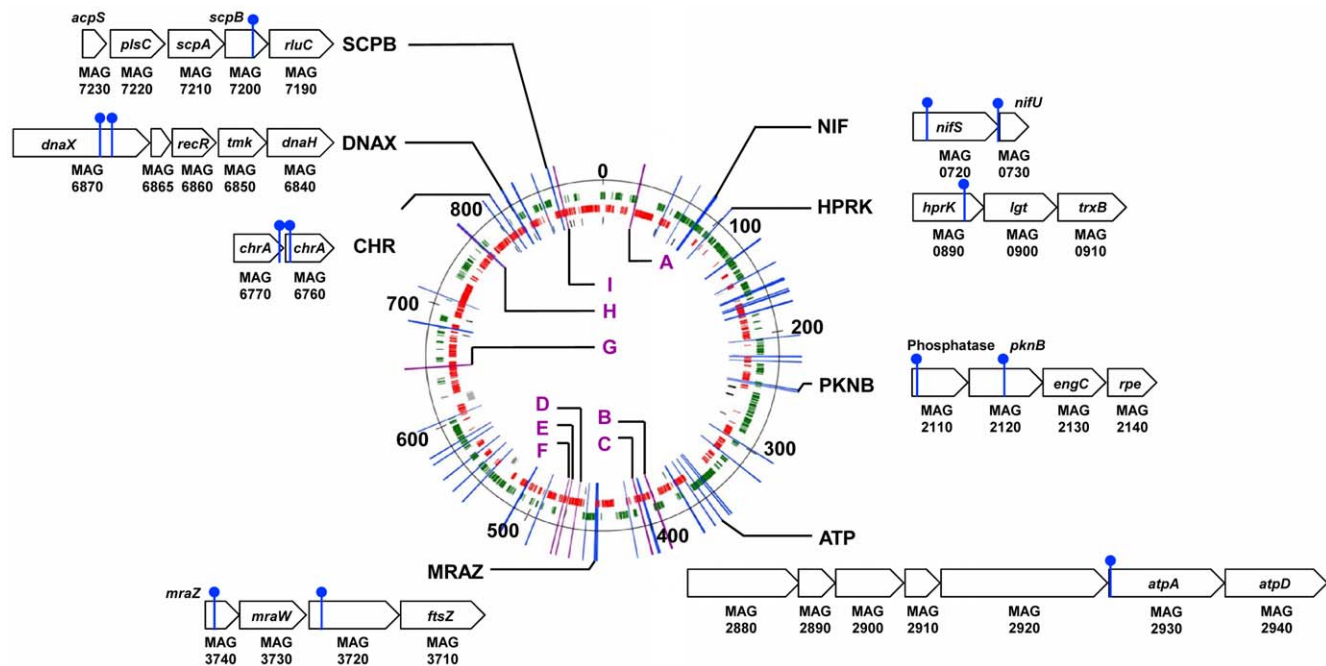 acpS
scpB
plsC
scpA
rluC
SCPB
MAG
7230
MAG
7220
MAG
7210
MAG
7200
MAG
7190
dnaX
recR
tmk
dnaH
DNAX
MAG
6870
MAG
6865
MAG
6860
MAG
6850
MAG
6840
chrA
chrA
CHR
MAG
6770
MAG
6760
NIF
nifS
nifU
MAG
0720
MAG
0730
HPRK
hprK
lgt
trxB
MAG
0890
MAG
0900
MAG
0910
0
100
200
300
400
500
600
700
800
A
I
H
G
D
E
F
B
C
PKNB
Phosphatase
pknB
engC
rpe
MAG
2110
MAG
2120
MAG
2130
MAG
2140
ATP
atpA
atpD
MAG
2880
MAG
2890
MAG
2900
MAG
2910
MAG
2920
MAG
2930
MAG
2940
MRAZ
mraZ
mraW
ftsZ
MAG
3740
MAG
3730
MAG
3720
MAG
3710